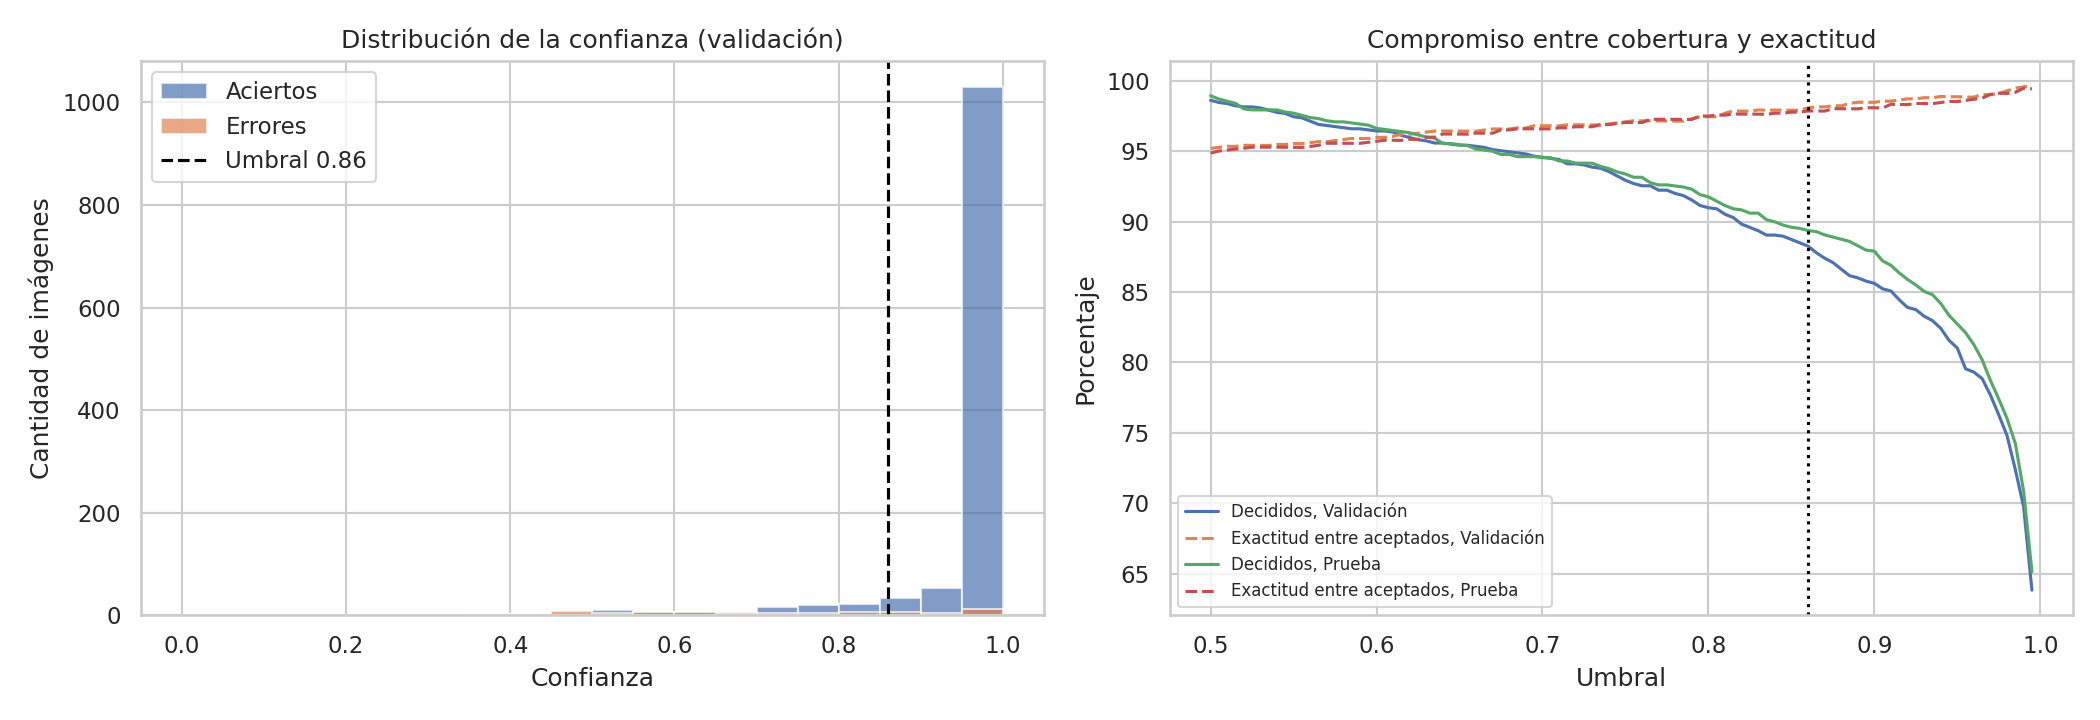 Distribución de la confianza (validación)
Aciertos
Errores
Umbral 0.86
Cantidad de imágenes
1000
800
600
400
200
0
0.0 0.2 0.4 0.6 0.8 1.0
Confianza
Compromiso entre cobertura y exactitud
Porcentaje
100
95
90
85
80
75
70
65
Decididos, Validación
Exactitud entre aceptados, Validación
Decididos, Prueba
Exactitud entre aceptados, Prueba
0.5 0.6 0.7 0.8 0.9 1.0
Umbral